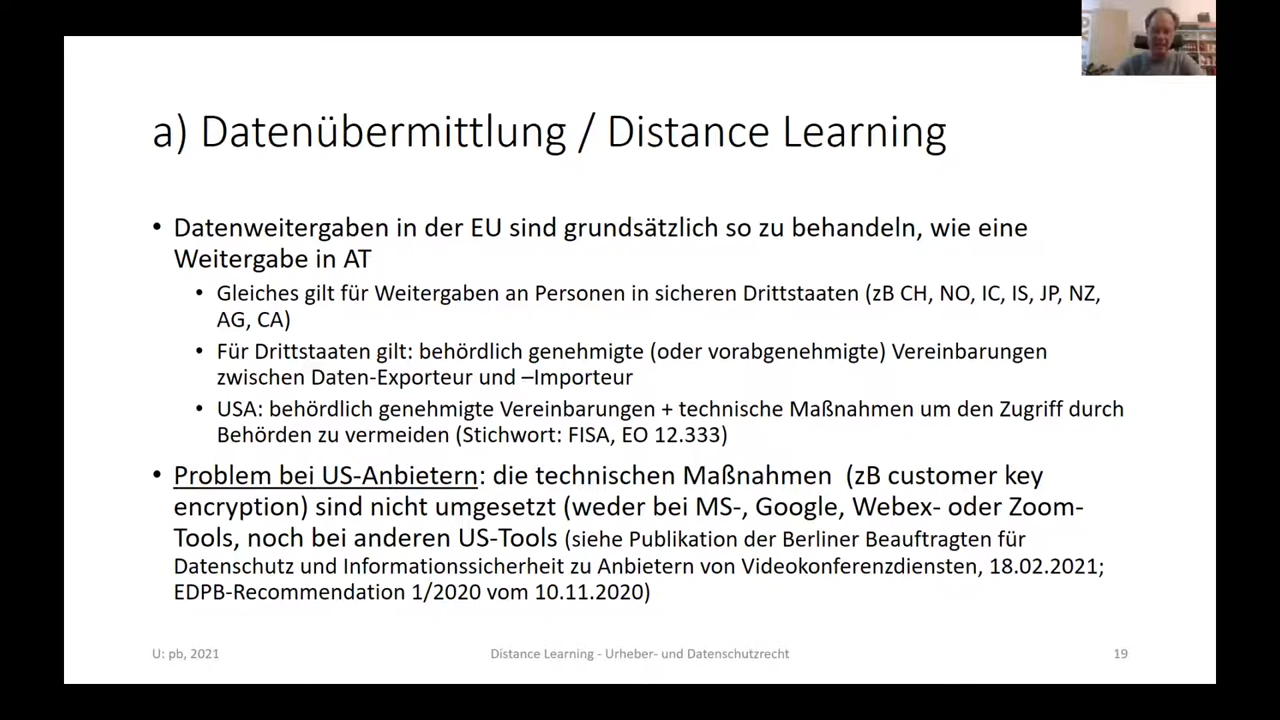 a) Datenübermittlung / Distance Learning
• Datenweitergaben in der EU sind grundsätzlich so zu behandeln, wie eine
Weitergabe in AT
• Gleiches gilt für Weitergaben an Personen in sicheren Drittstaaten (zB CH, NO, IC, IS, JP, NZ,
AG, CA)
• Für Drittstaaten gilt: behördlich genehmigte (oder vorabgenehmigte) Vereinbarungen
zwischen Daten-Exporteur und –Importeur
• USA: behördlich genehmigte Vereinbarungen + technische Maßnahmen um den Zugriff durch
Behörden zu vermeiden (Stichwort: FISA, EO 12.333)
• Problem bei US-Anbietern: die technischen Maßnahmen (zB customer key
encryption) sind nicht umgesetzt (weder bei MS-, Google, Webex- oder Zoom-
Tools, noch bei anderen US-Tools (siehe Publikation der Berliner Beauftragten für
Datenschutz und Informationssicherheit zu Anbietern von Videokonferenzdiensten, 18.02.2021;
EDPB-Recommendation 1/2020 vom 10.11.2020)
U: pb, 2021
Distance Learning - Urheber- und Datenschutzrecht
19